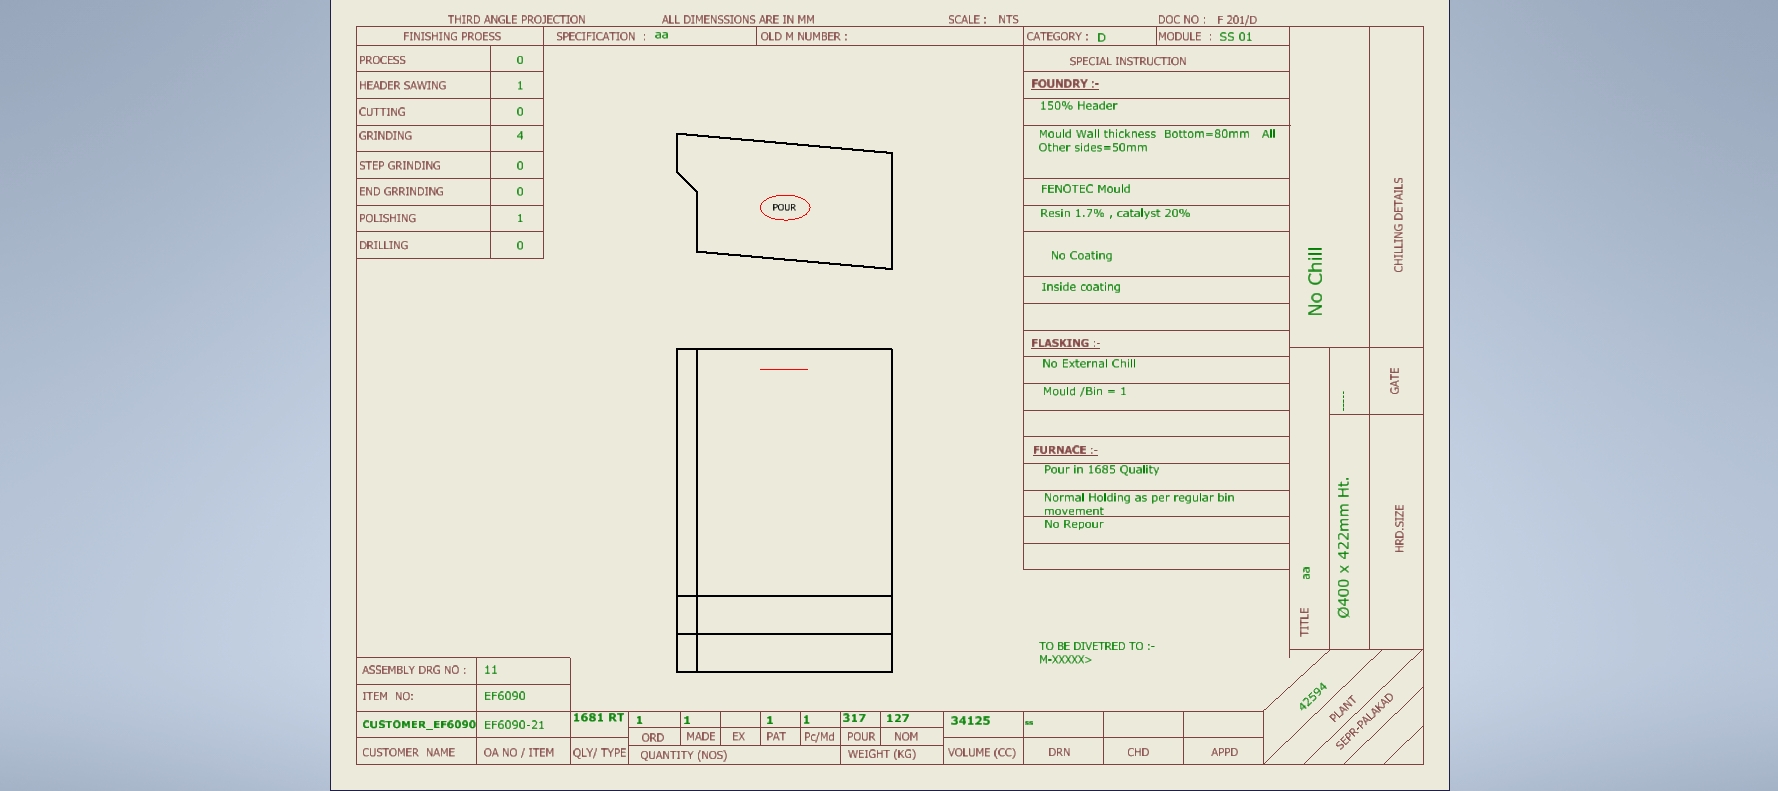 THIRD ANGLE PROJECTION ALL DIMENSSIONS ARE IN MM SCALE : NTS DOC NO : F 201/D
FINISHING PROESS SPECIFICATION : aa OLD M NUMBER : CATEGORY : D MODULE : SS 01
PROCESS 0
HEADER SAWING 1
CUTTING 0
GRINDING 4
STEP GRINDING 0
END GRRINDING 0
POLISHING 1
DRILLING 0
POUR
SPECIAL INSTRUCTION
FOUNDRY :-
150% Header
Mould Wall thickness Bottom=80mm All
Other sides=50mm
FENOTEC Mould
Resin 1.7% , catalyst 20%
No Coating
Inside coating
FLASKING :-
No External Chill
Mould /Bin = 1
FURNACE :-
Pour in 1685 Quality
Normal Holding as per regular bin
movement
No Repour
TO BE DIVETRED TO :-
M-XXXXX>
No Chill
CHILLING DETAILS
------
GATE
TITLE aa
Ø400 x 422mm Ht.
HRD.SIZE
42594
PLANT
SEPR-PALAKAD
ASSEMBLY DRG NO : 11
ITEM NO: EF6090
CUSTOMER_EF6090 EF6090-21 1681 RT 1 1 1 1 317 127 34125 ss
ORD MADE EX PAT Pc/Md POUR NOM
CUSTOMER NAME OA NO / ITEM QLY/ TYPE QUANTITY (NOS) WEIGHT (KG) VOLUME (CC) DRN CHD APPD